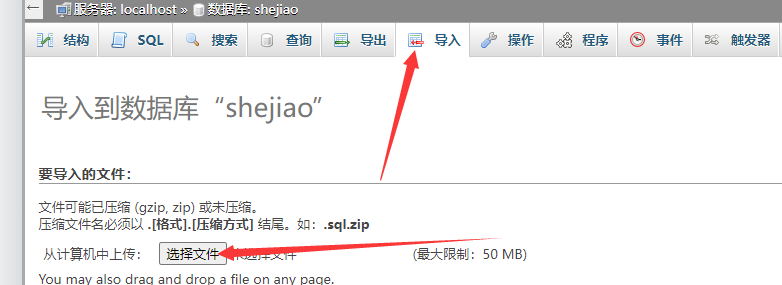 服务器: localhost » 数据库: shejiao
结构 SQL 搜索 查询 导出 导入 操作 程序 事件 触发器
导入到数据库“shejiao”
要导入的文件：
文件可能已压缩 (gzip, zip) 或未压缩。
压缩文件名必须以 .[格式].[压缩方式] 结尾。如：.sql.zip
从计算机中上传： 选择文件 未选择文件 (最大限制：50 MB)
You may also drag and drop a file on any page.